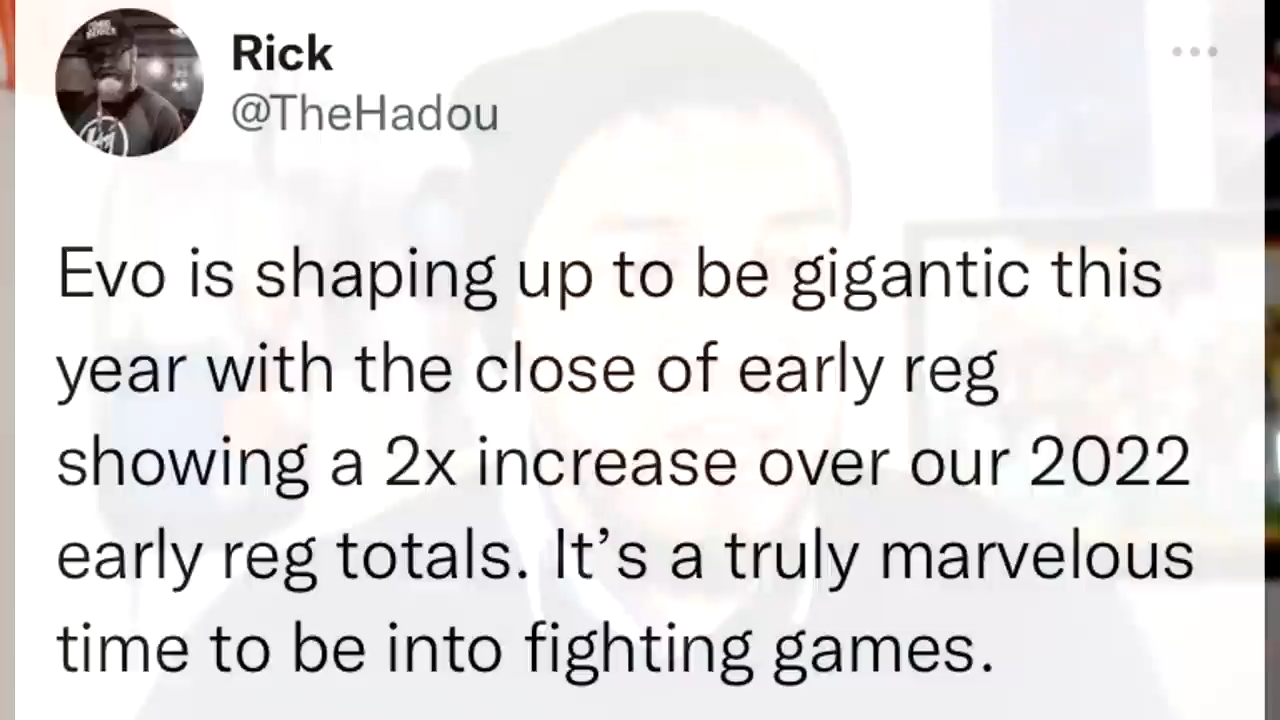 Rick
@TheHadou
Evo is shaping up to be gigantic this
year with the close of early reg
showing a 2x increase over our 2022
early reg totals. It’s a truly marvelous
time to be into fighting games.